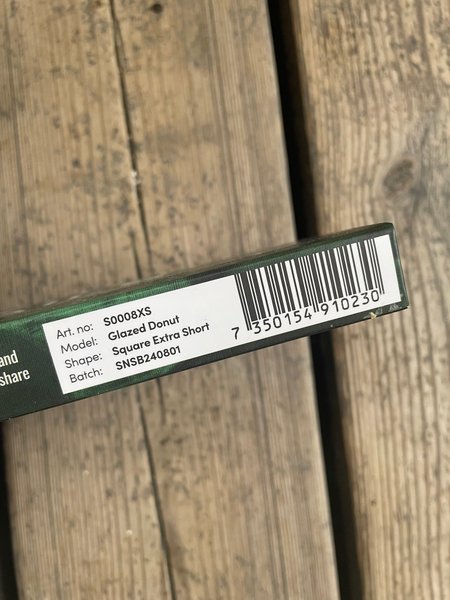 and
share
Art. no: S0008XS
Model: Glazed Donut
Shape: Square Extra Short
Batch: SNSB240801
7 350154 910230